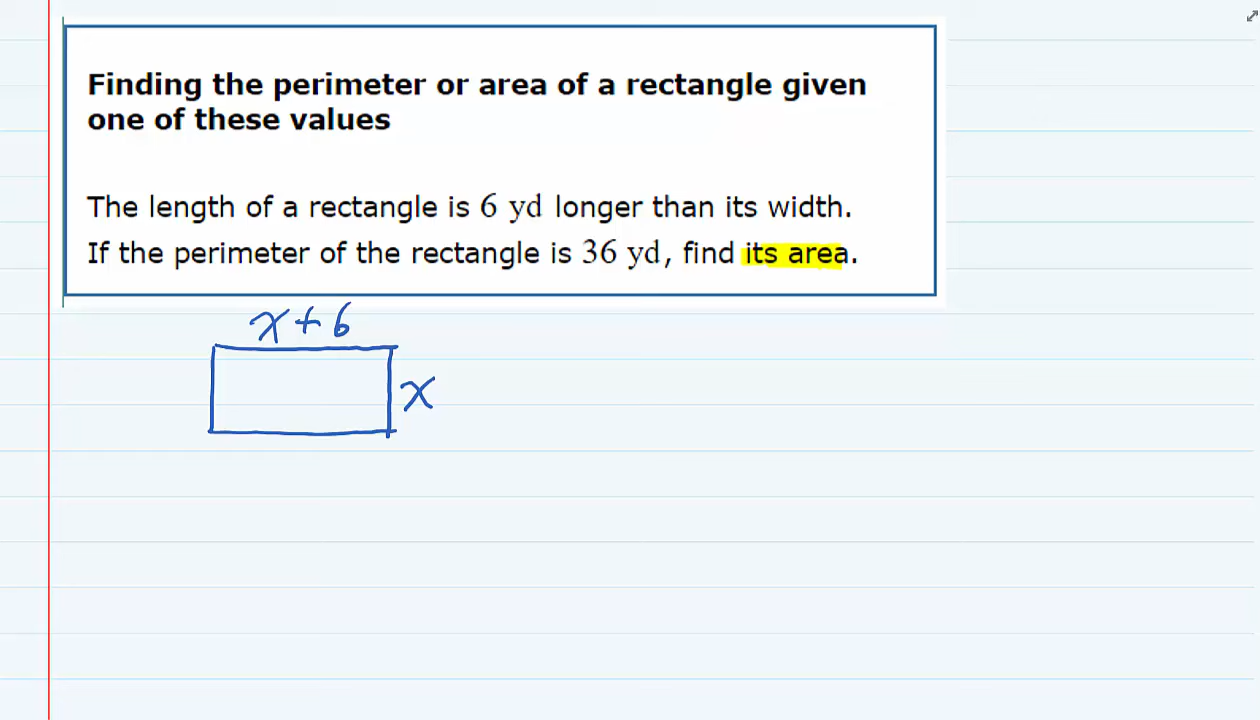 Finding the perimeter or area of a rectangle given
one of these values
The length of a rectangle is 6 yd longer than its width.
If the perimeter of the rectangle is 36 yd, find its area.
x + 6
x